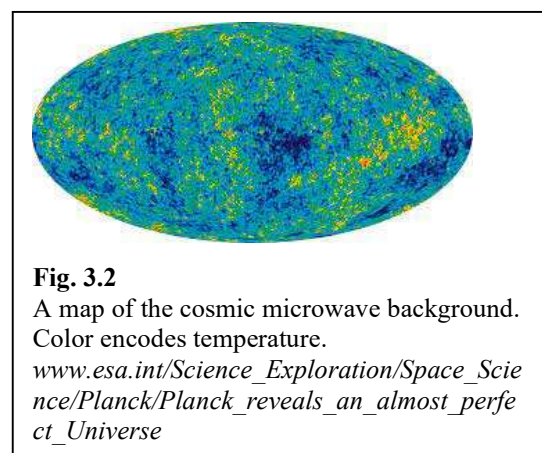 Fig. 3.2
A map of the cosmic microwave background.
Color encodes temperature.
www.esa.int/Science_Exploration/Space_Scie
nce/Planck/Planck_reveals_an_almost_perfe
ct_Universe